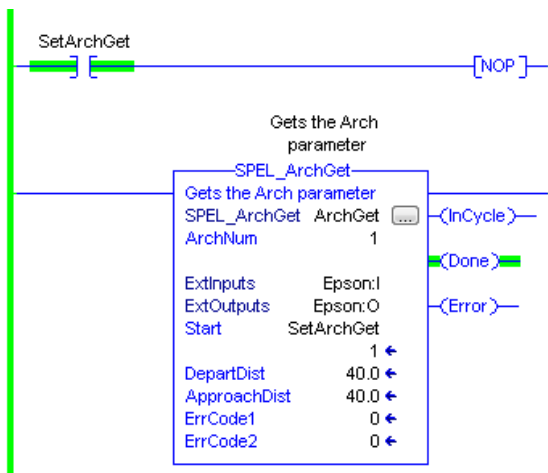 SetArchGet
NOP
Gets the Arch
parameter
SPEL_ArchGet
Gets the Arch parameter
SPEL_ArchGet ArchGet ... InCycle
ArchNum 1
Done
ExtInputs Epson:I
ExtOutputs Epson:O Error
Start SetArchGet
1
DepartDist 40.0
ApproachDist 40.0
ErrCode1 0
ErrCode2 0